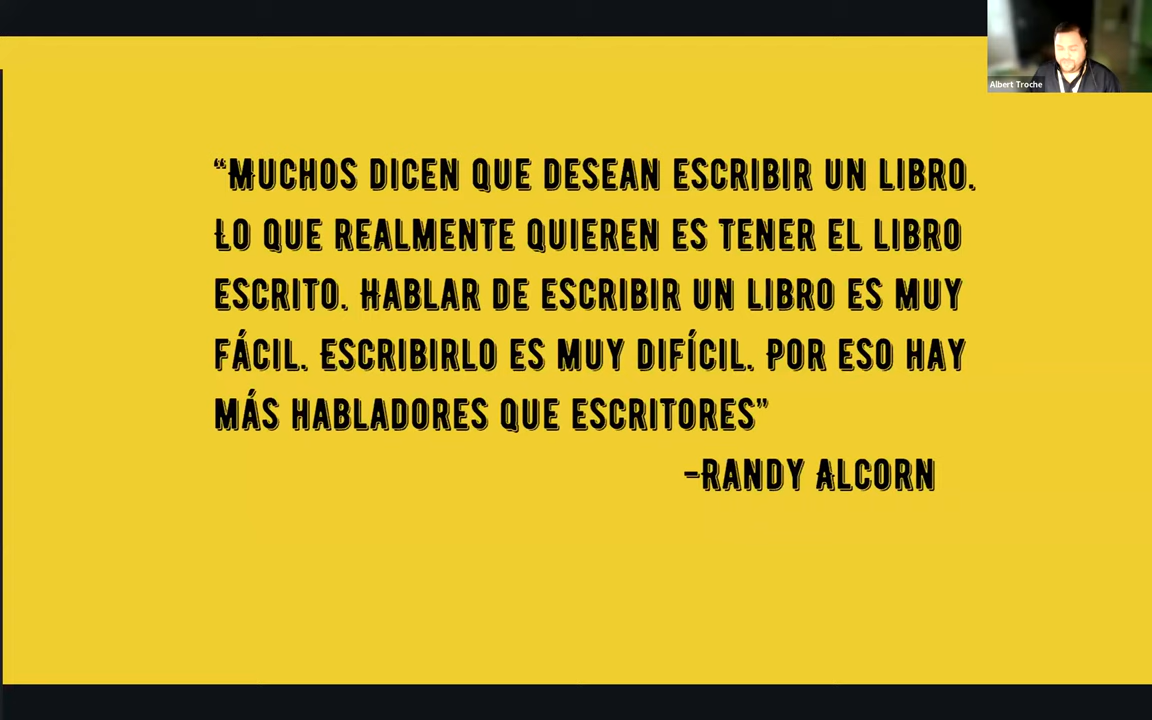 Albert Troche
“Muchos dicen que desean escribir un libro.
Lo que realmente quieren es tener el libro
escrito. Hablar de escribir un libro es muy
fácil. Escribirlo es muy difícil. Por eso hay
más habladores que escritores”
-Randy Alcorn